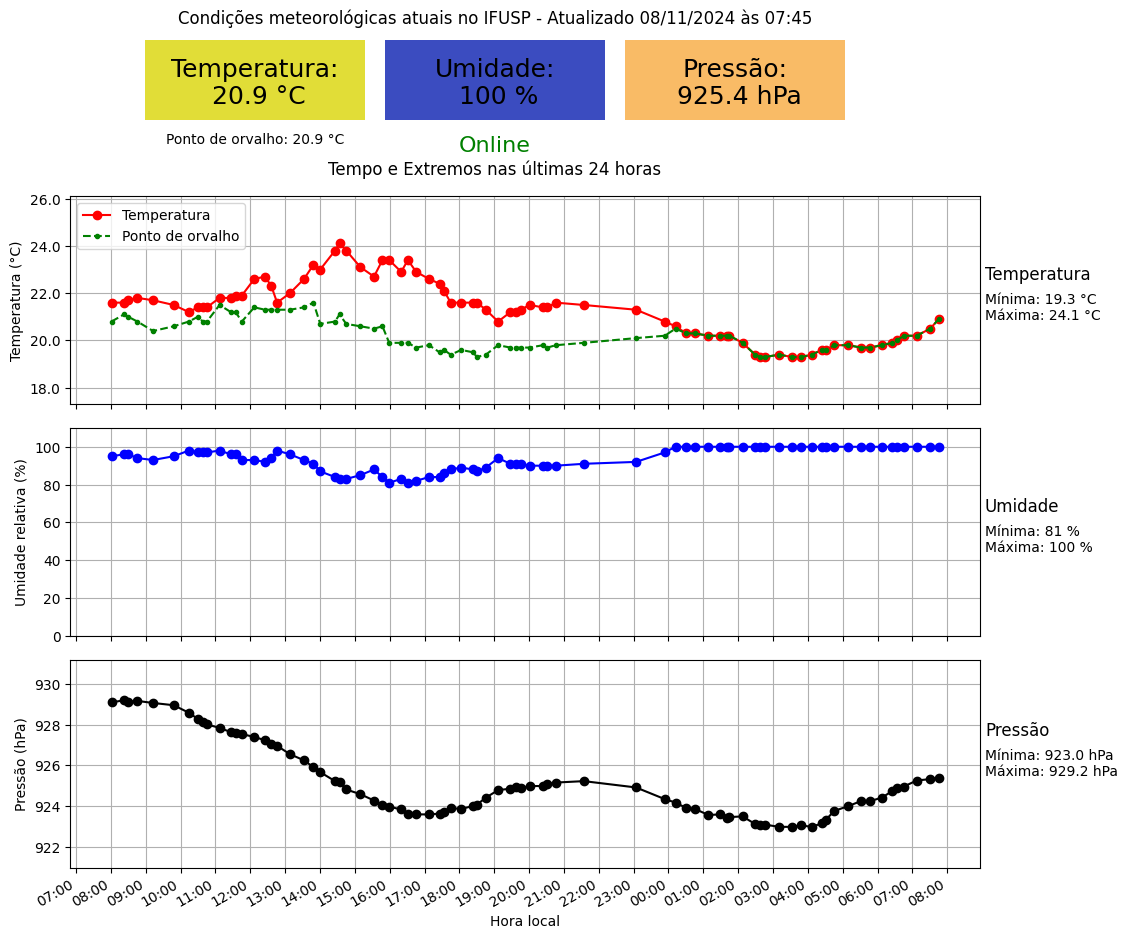 Condições meteorológicas atuais no IFUSP - Atualizado 08/11/2024 às 07:45
Temperatura:
20.9 °C
Umidade:
100 %
Pressão:
925.4 hPa
Ponto de orvalho: 20.9 °C
Online
Tempo e Extremos nas últimas 24 horas
Temperatura (°C)
26.0
24.0
22.0
20.0
18.0
Temperatura
Ponto de orvalho
Temperatura
Mínima: 19.3 °C
Máxima: 24.1 °C
Umidade relativa (%)
100
80
60
40
20
0
Umidade
Mínima: 81 %
Máxima: 100 %
Pressão (hPa)
930
928
926
924
922
Pressão
Mínima: 923.0 hPa
Máxima: 929.2 hPa
07:00
08:00
09:00
10:00
11:00
12:00
13:00
14:00
15:00
16:00
17:00
18:00
19:00
20:00
21:00
22:00
23:00
00:00
01:00
02:00
03:00
04:00
05:00
06:00
07:00
08:00
Hora local